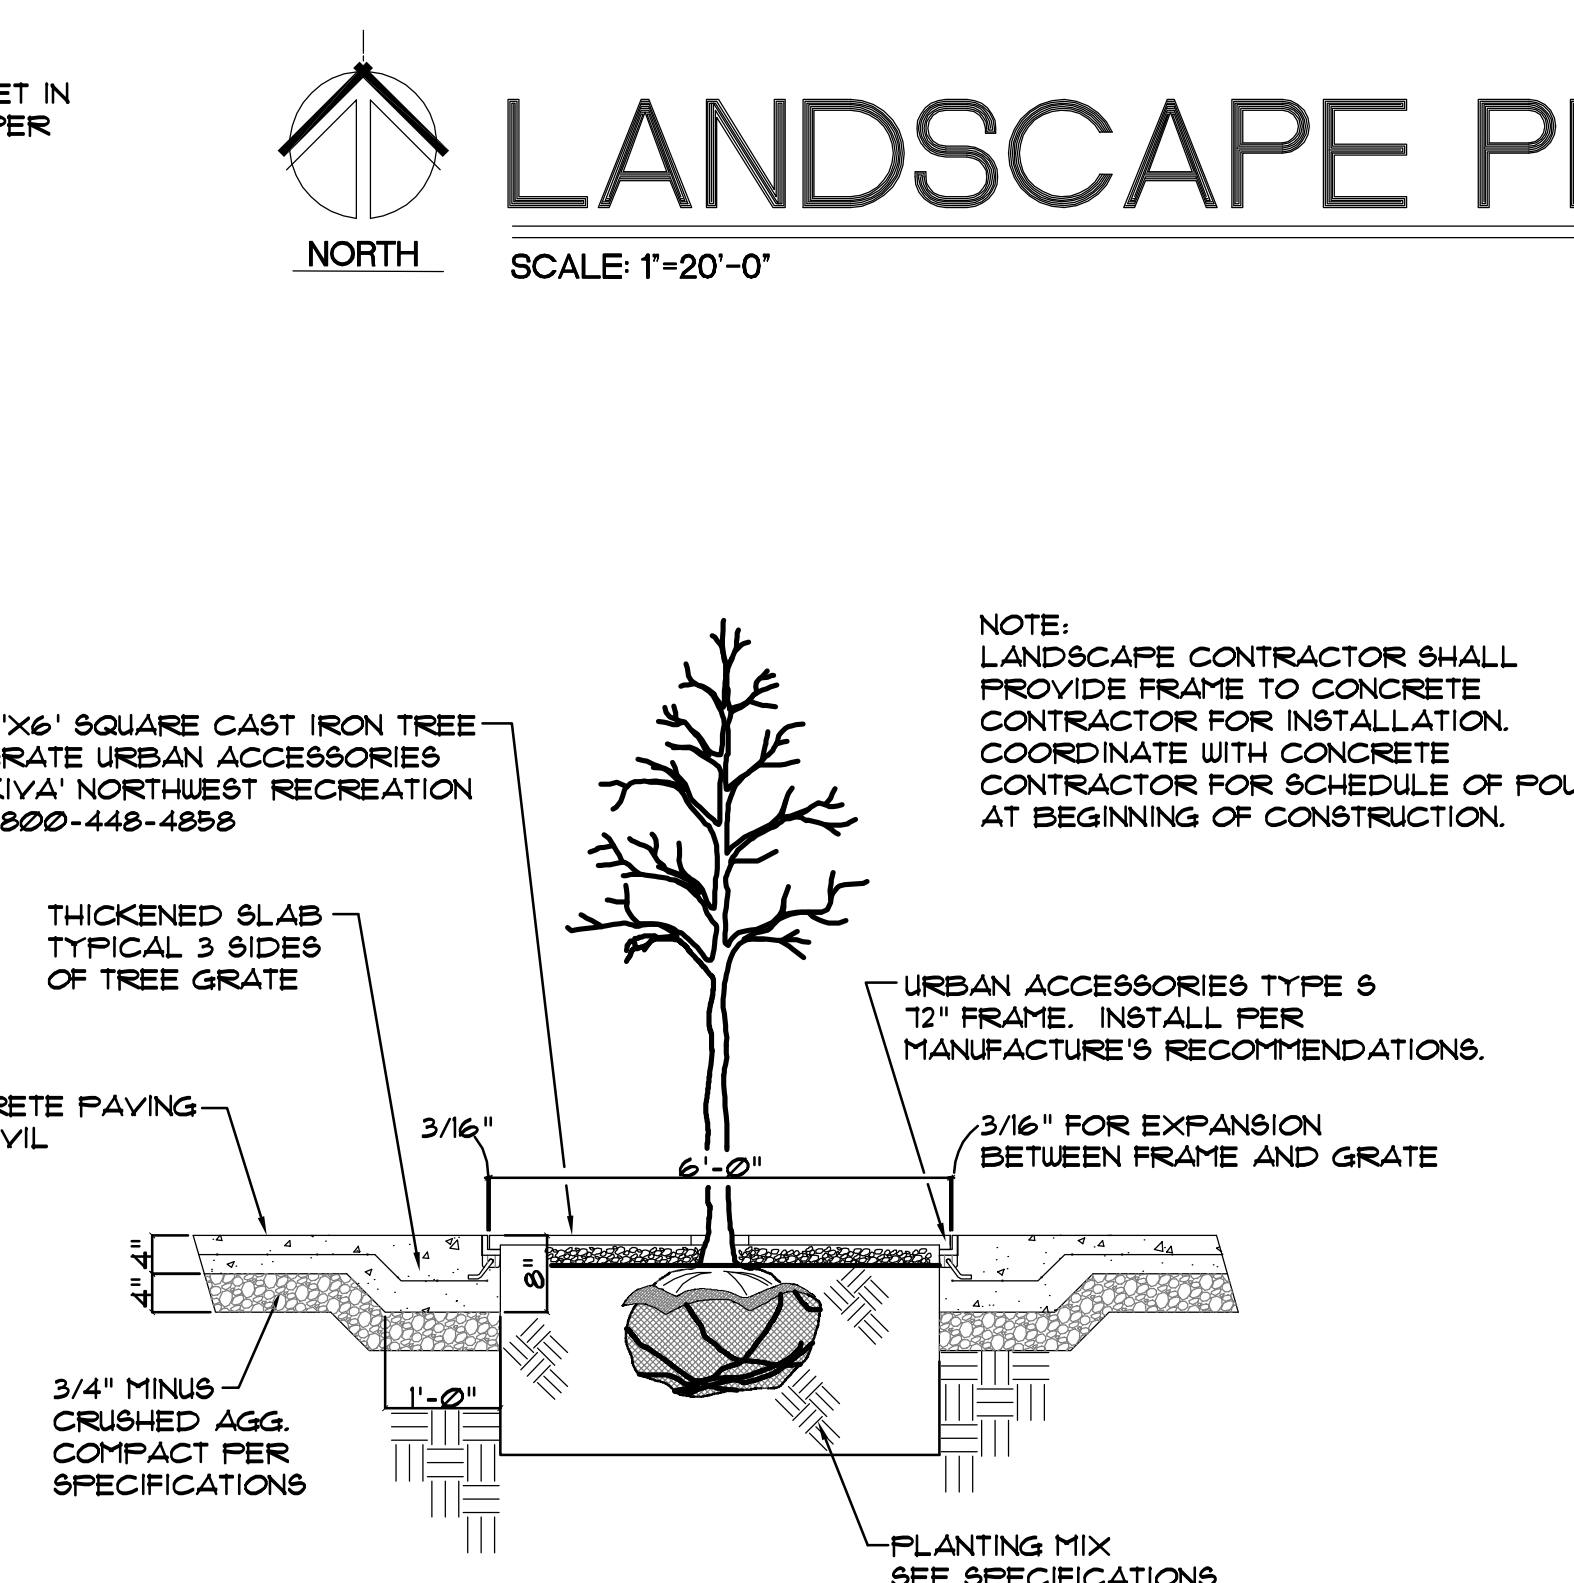 ET IN
PER
NORTH
LANDSCAPE
SCALE: 1"=20'-0"
NOTE:
LANDSCAPE CONTRACTOR SHALL
PROVIDE FRAME TO CONCRETE
CONTRACTOR FOR INSTALLATION.
COORDINATE WITH CONCRETE
CONTRACTOR FOR SCHEDULE OF
AT BEGINNING OF CONSTRUCTION.
'X6' SQUARE CAST IRON TREE
RATE URBAN ACCESSORIES
KIVA' NORTHWEST RECREATION
800-448-4858
THICKENED SLAB
TYPICAL 3 SIDES
OF TREE GRATE
URBAN ACCESSORIES TYPE S
72" FRAME. INSTALL PER
MANUFACTURE'S RECOMMENDATIONS.
RETE PAVING
VIL
3/16"
3/16" FOR EXPANSION
BETWEEN FRAME AND GRATE
6'-0"
4"
4"
8"
1'-0"
3/4" MINUS
CRUSHED AGG.
COMPACT PER
SPECIFICATIONS
PLANTING MIX
SEE SPECIFICATIONS